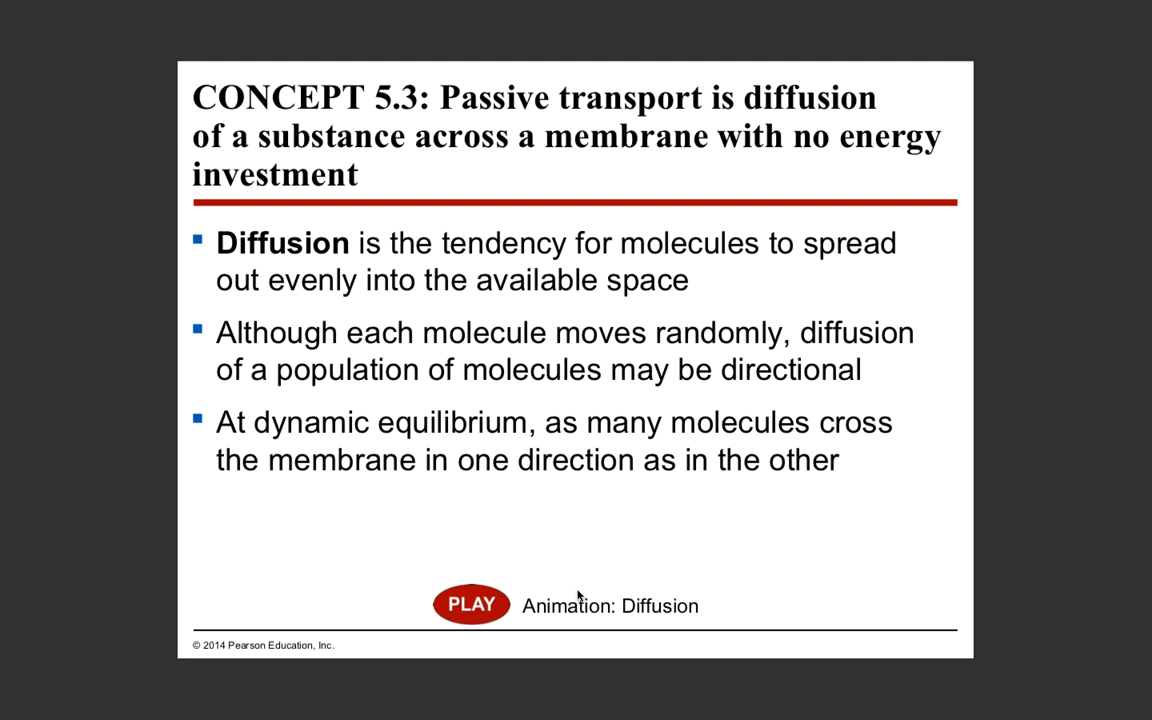 CONCEPT 5.3: Passive transport is diffusion
of a substance across a membrane with no energy
investment
Diffusion is the tendency for molecules to spread
out evenly into the available space
Although each molecule moves randomly, diffusion
of a population of molecules may be directional
At dynamic equilibrium, as many molecules cross
the membrane in one direction as in the other
PLAY Animation: Diffusion
© 2014 Pearson Education, Inc.